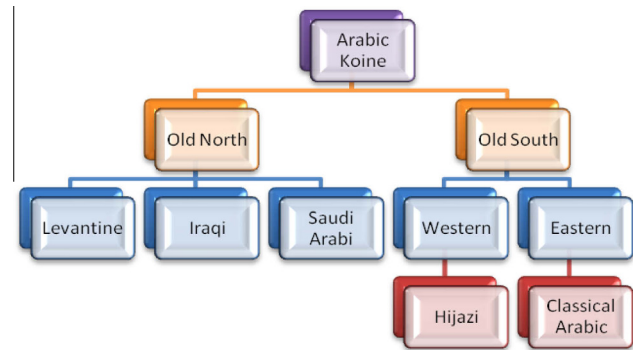 Arabic
Koine
Old North
Old South
Levantine
Iraqi
Saudi
Arabi
Western
Eastern
Hijazi
Classical
Arabic